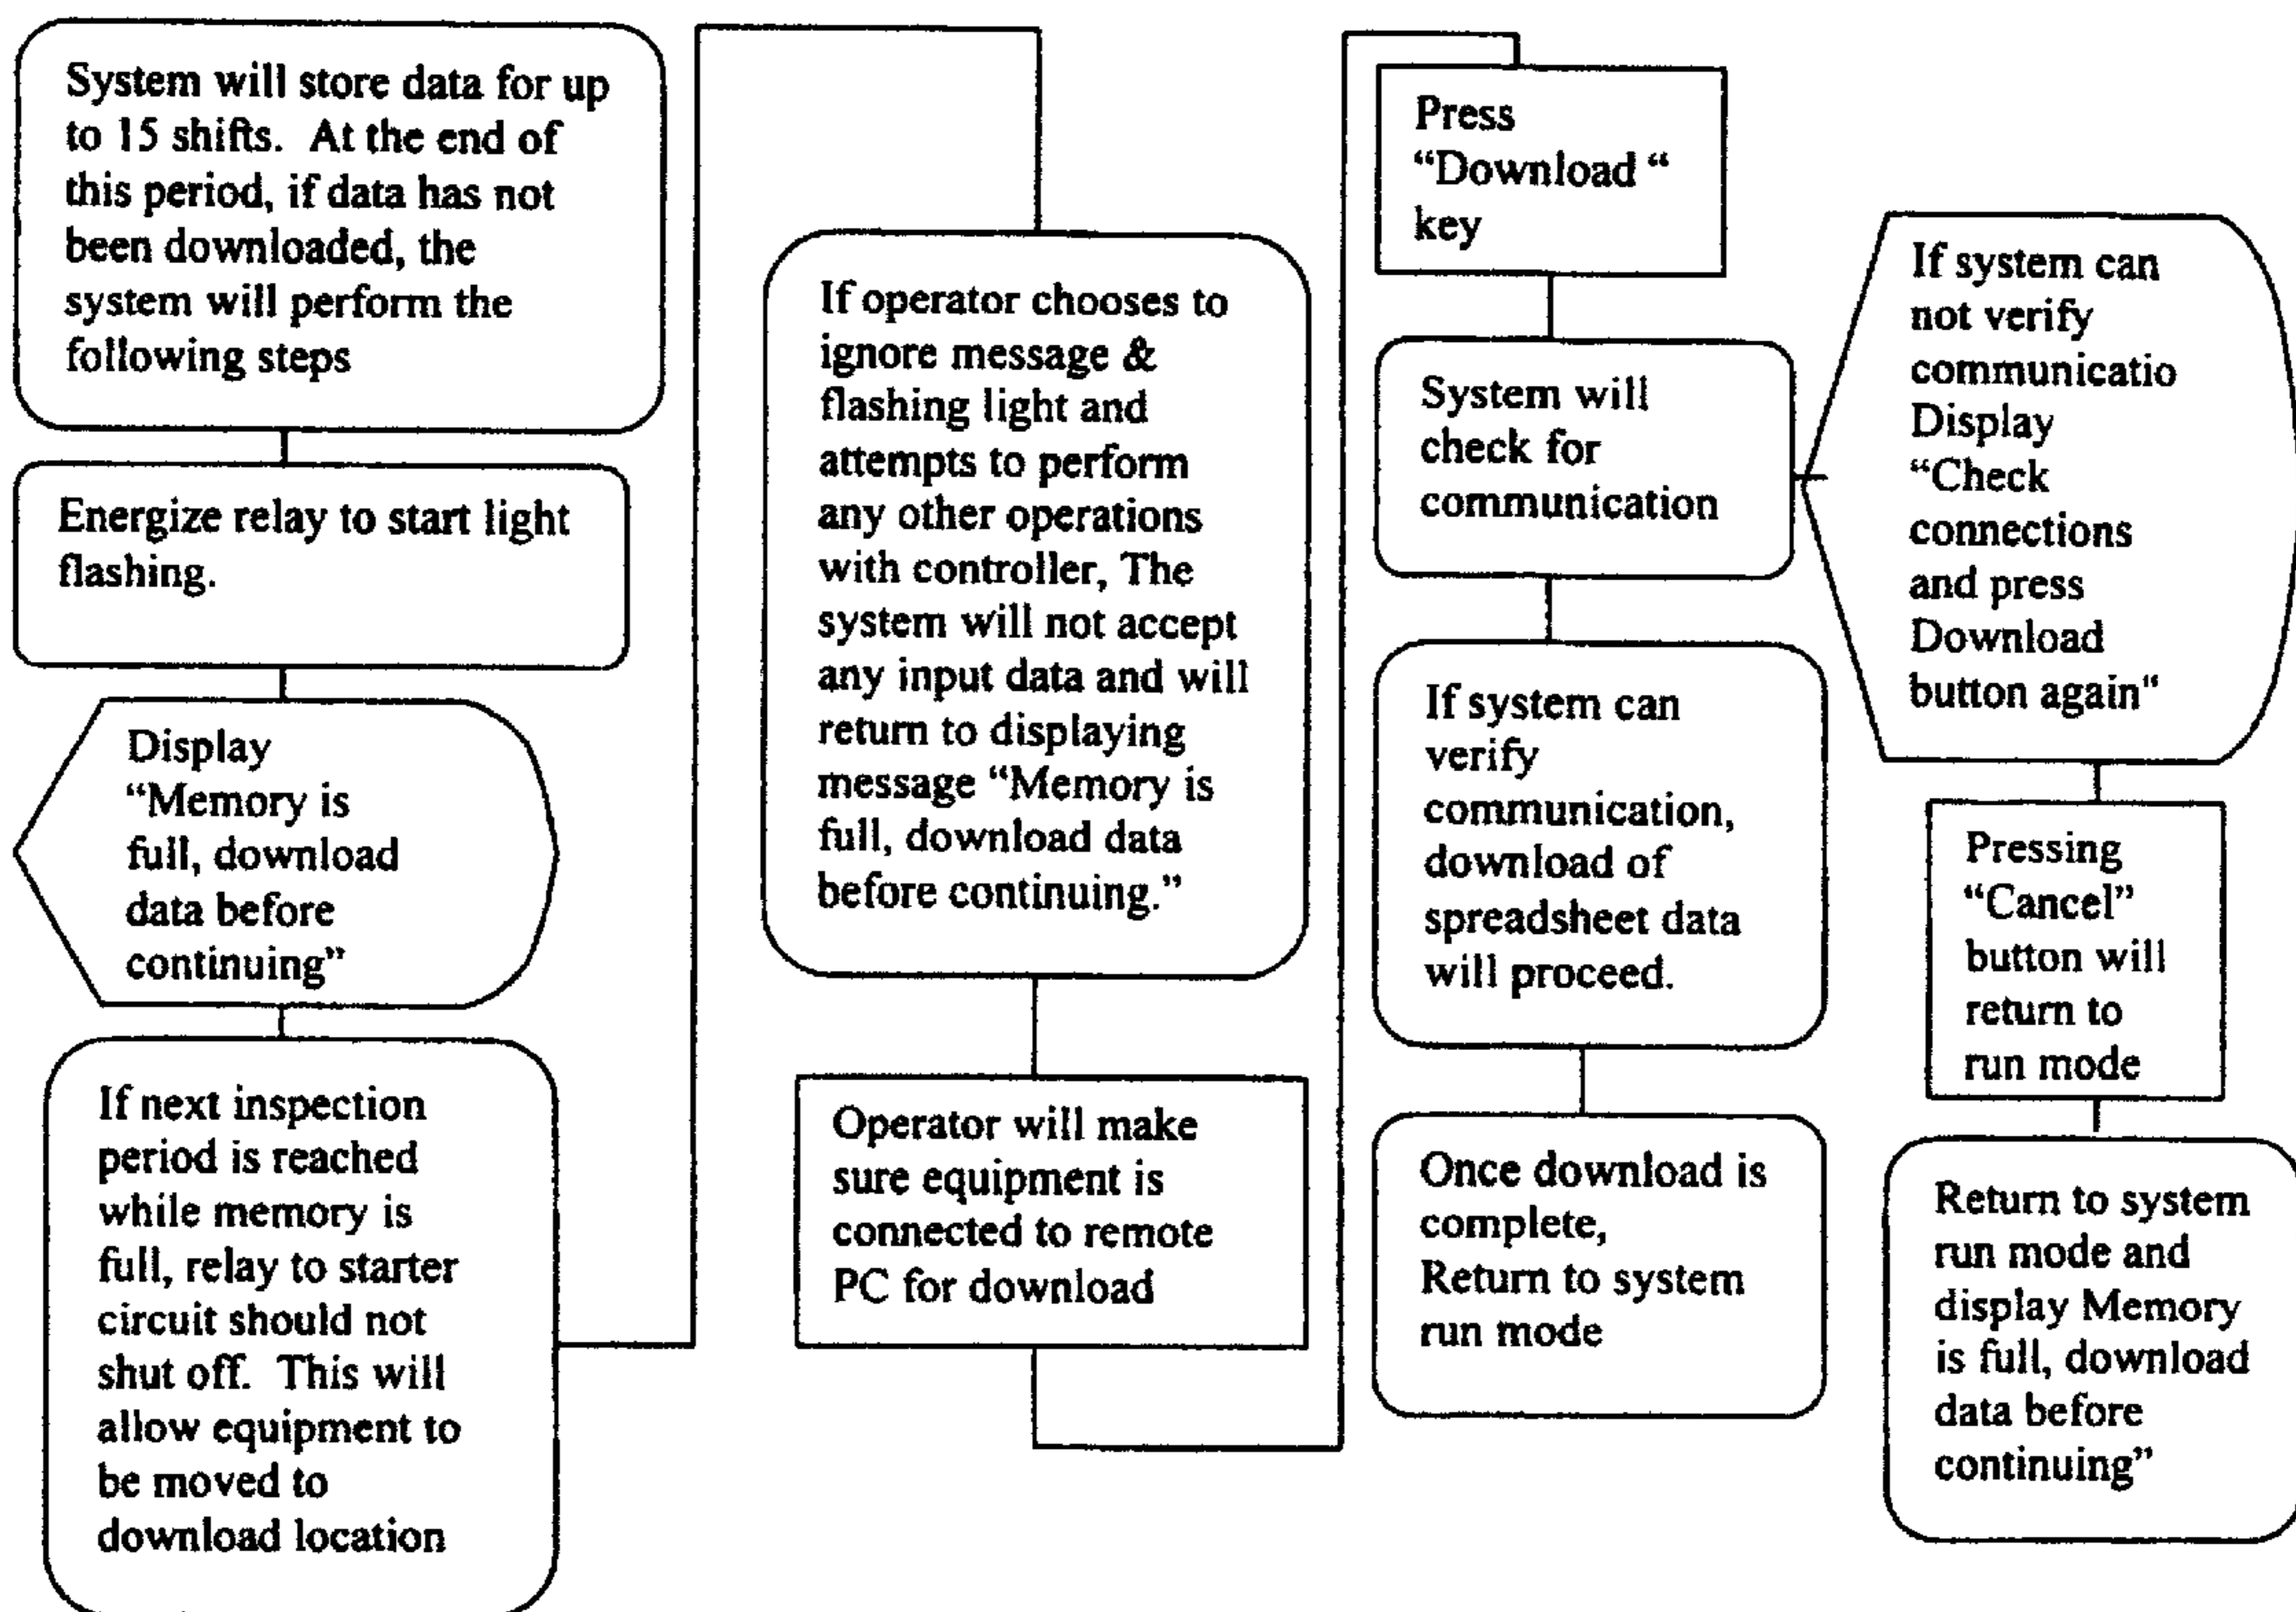 System will store data for up
to 15 shifts.  At the end of
this period, if data has not
been downloaded, the
system will perform the
following steps
Energize relay to start light
flashing.
Display
“Memory is
full, download
data before
continuing”
If next inspection
period is reached
while memory is
full, relay to starter
circuit should not
shut off.  This will
allow equipment to
be moved to
download location
If operator chooses to
ignore message &
flashing light and
attempts to perform
any other operations
with controller, The
system will not accept
any input data and will
return to displaying
message “Memory is
full, download data
before continuing.”
Operator will make
sure equipment is
connected to remote
PC for download
Press
“Download “
key
System will
check for
communication
If system can
verify
communication,
download of
spreadsheet data
will proceed.
Once download is
complete,
Return to system
run mode
If system can
not verify
communicatio
Display
“Check
connections
and press
Download
button again“
Pressing
“Cancel”
button will
return to
run mode
Return to system
run mode and
display Memory
is full, download
data before
continuing”